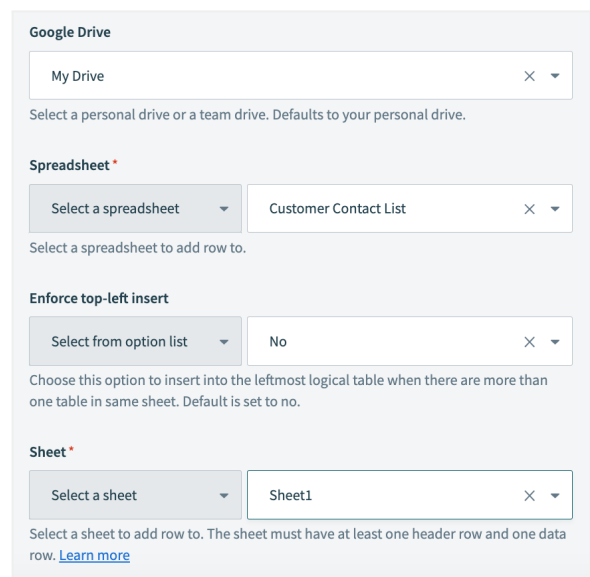 Google Drive
My Drive
Select a personal drive or a team drive. Defaults to your personal drive.
Spreadsheet *
Select a spreadsheet
Customer Contact List
Select a spreadsheet to add row to.
Enforce top-left insert
Select from option list
No
Choose this option to insert into the leftmost logical table when there are more than
one table in same sheet. Default is set to no.
Sheet *
Select a sheet
Sheet1
Select a sheet to add row to. The sheet must have at least one header row and one data
row. Learn more